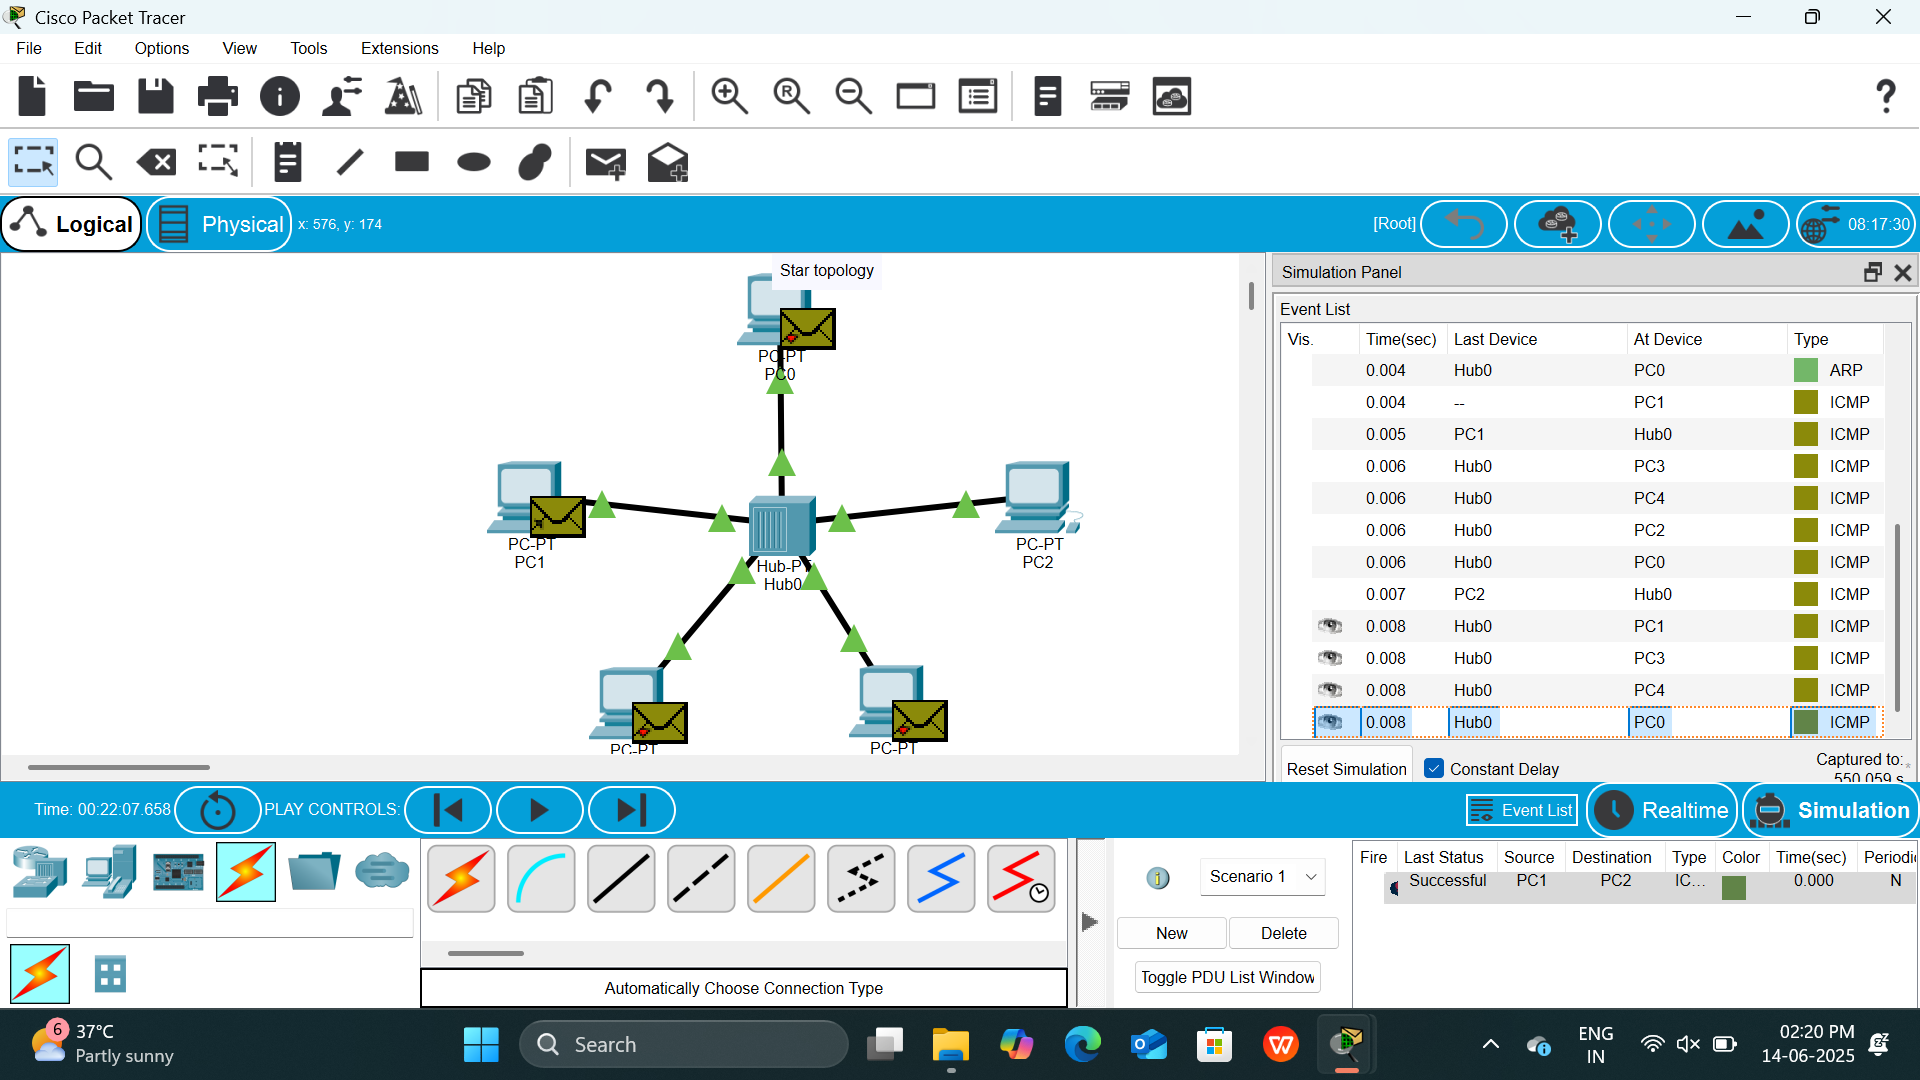 Cisco Packet Tracer
File Edit Options View Tools Extensions Help
Logical Physical x: 576, y: 174 [Root] 08:17:30
Star topology
PC-PT
PC0
PC-PT
PC1
PC-PT
PC2
Hub-PT
Hub0
PC-PT
PC-PT
Simulation Panel
Event List
Vis. Time(sec) Last Device At Device Type
0.004 Hub0 PC0 ARP
0.004 -- PC1 ICMP
0.005 PC1 Hub0 ICMP
0.006 Hub0 PC3 ICMP
0.006 Hub0 PC4 ICMP
0.006 Hub0 PC2 ICMP
0.006 Hub0 PC0 ICMP
0.007 PC2 Hub0 ICMP
0.008 Hub0 PC1 ICMP
0.008 Hub0 PC3 ICMP
0.008 Hub0 PC4 ICMP
0.008 Hub0 PC0 ICMP
Reset Simulation Constant Delay Captured to:*
550.059 s
Time: 00:22:07.658 PLAY CONTROLS: Event List Realtime Simulation
Scenario 1
New Delete
Toggle PDU List Window
Automatically Choose Connection Type
Fire Last Status Source Destination Type Color Time(sec) Periodic
Successful PC1 PC2 IC... 0.000 N
6 37°C
Partly sunny
Search
ENG
IN
02:20 PM
14-06-2025